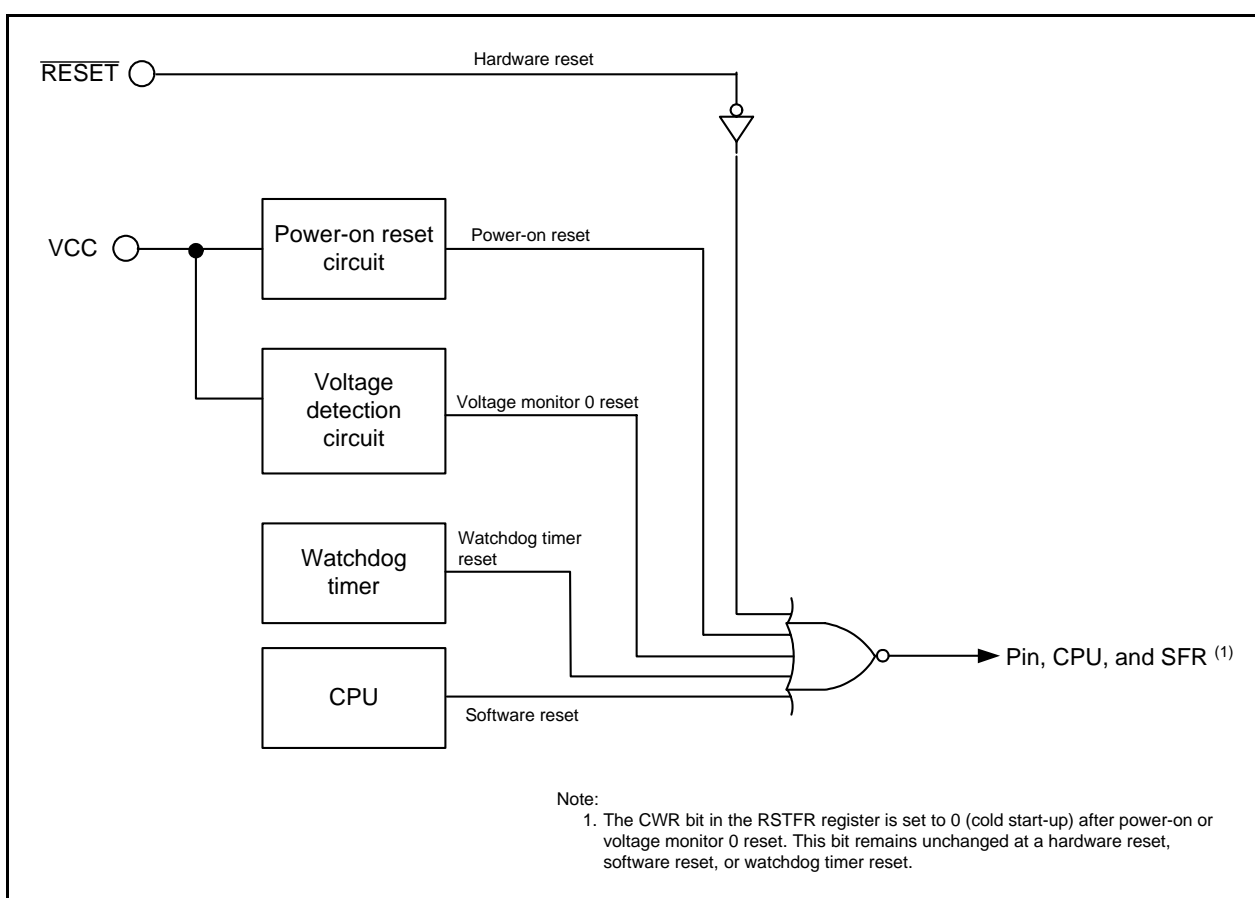 RESET
Hardware reset
VCC
Power-on reset
circuit
Power-on reset
Voltage
detection
circuit
Voltage monitor 0 reset
Watchdog
timer
Watchdog timer
reset
CPU
Software reset
Pin, CPU, and SFR (1)
Note:
1. The CWR bit in the RSTFR register is set to 0 (cold start-up) after power-on or
voltage monitor 0 reset. This bit remains unchanged at a hardware reset,
software reset, or watchdog timer reset.